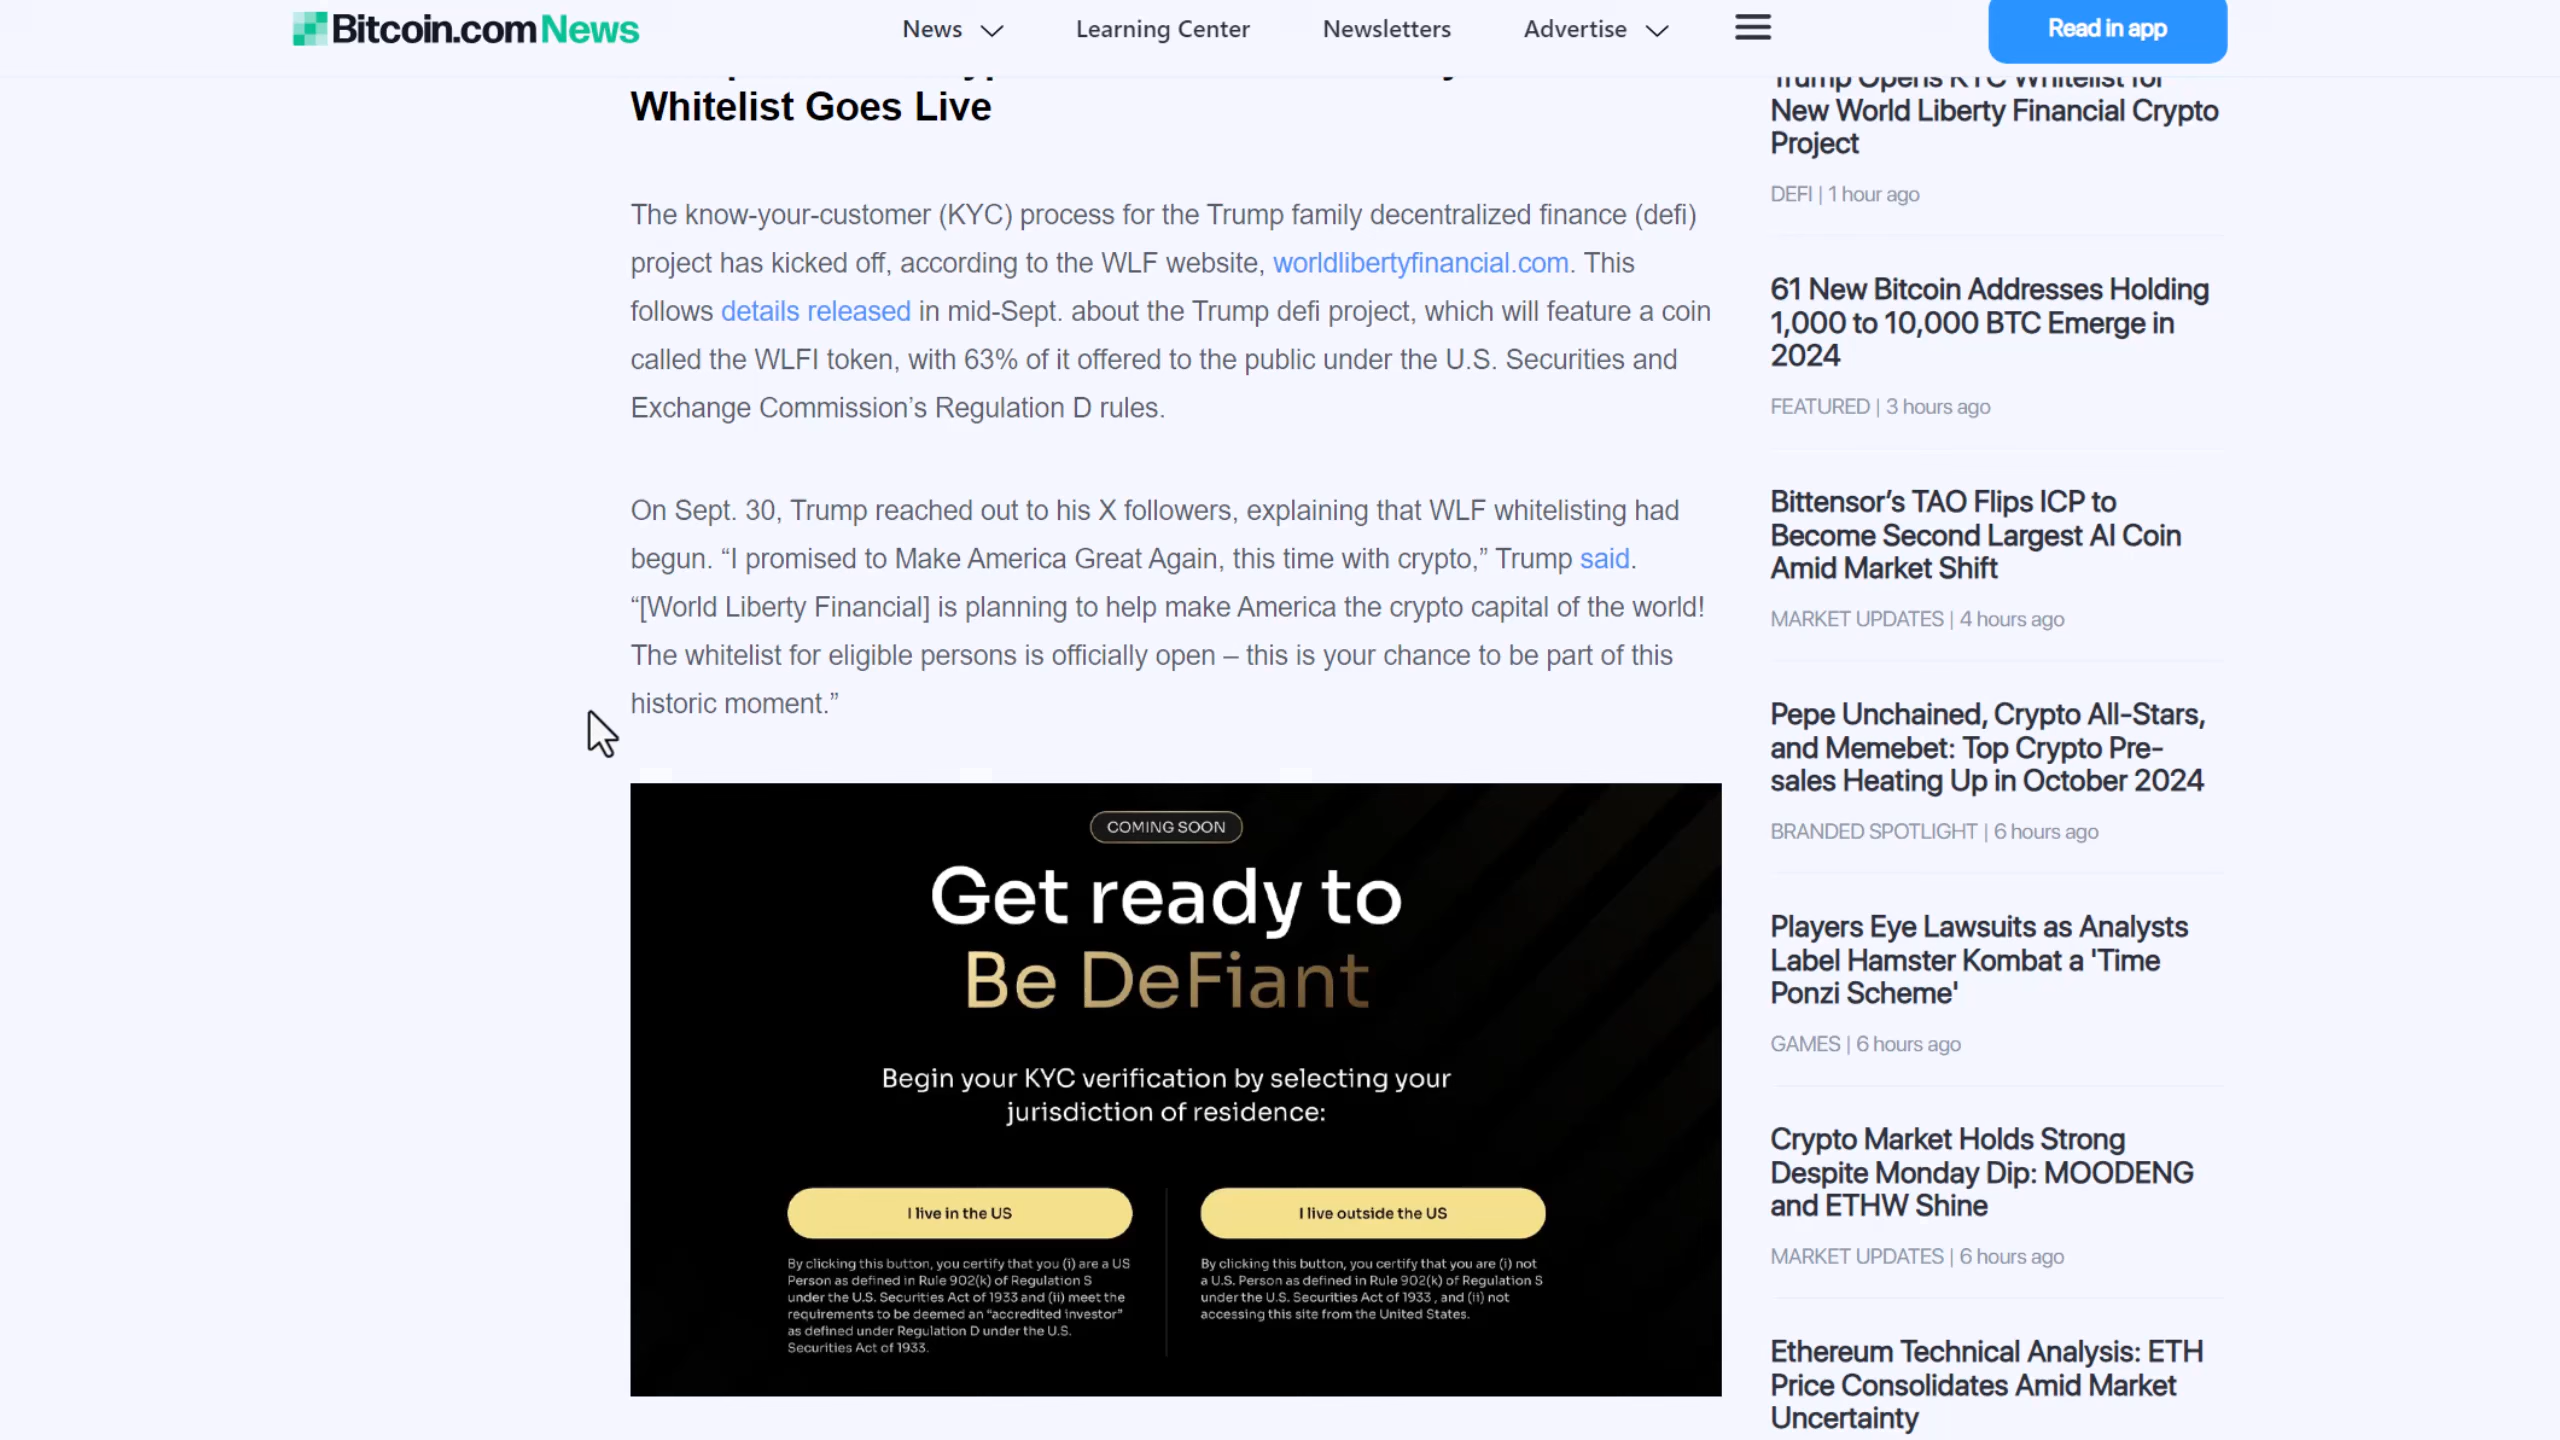 Bitcoin.com News
News
Learning Center
Newsletters
Advertise
Read in app
Whitelist Goes Live
The know-your-customer (KYC) process for the Trump family decentralized finance (defi)
project has kicked off, according to the WLF website, worldlibertyfinancial.com. This
follows details released in mid-Sept. about the Trump defi project, which will feature a coin
called the WLFI token, with 63% of it offered to the public under the U.S. Securities and
Exchange Commission’s Regulation D rules.
On Sept. 30, Trump reached out to his X followers, explaining that WLF whitelisting had
begun. “I promised to Make America Great Again, this time with crypto,” Trump said.
“[World Liberty Financial] is planning to help make America the crypto capital of the world!
The whitelist for eligible persons is officially open – this is your chance to be part of this
historic moment.”
COMING SOON
Get ready to
Be DeFiant
Begin your KYC verification by selecting your
jurisdiction of residence:
I live in the US
By clicking this button, you certify that you (i) are a US
Person as defined in Rule 902(k) of Regulation S
under the U.S. Securities Act of 1933 and (ii) meet the
requirements to be deemed an “accredited investor”
as defined under Regulation D under the U.S.
Securities Act of 1933.
I live outside the US
By clicking this button, you certify that you are (i) not
a U.S. Person as defined in Rule 902(k) of Regulation S
under the U.S. Securities Act of 1933 , and (ii) not
accessing this site from the United States.
Trump Opens KYC Whitelist for
New World Liberty Financial Crypto
Project
DEFI | 1 hour ago
61 New Bitcoin Addresses Holding
1,000 to 10,000 BTC Emerge in
2024
FEATURED | 3 hours ago
Bittensor’s TAO Flips ICP to
Become Second Largest AI Coin
Amid Market Shift
MARKET UPDATES | 4 hours ago
Pepe Unchained, Crypto All-Stars,
and Memebet: Top Crypto Pre-
sales Heating Up in October 2024
BRANDED SPOTLIGHT | 6 hours ago
Players Eye Lawsuits as Analysts
Label Hamster Kombat a 'Time
Ponzi Scheme'
GAMES | 6 hours ago
Crypto Market Holds Strong
Despite Monday Dip: MOODENG
and ETHW Shine
MARKET UPDATES | 6 hours ago
Ethereum Technical Analysis: ETH
Price Consolidates Amid Market
Uncertainty